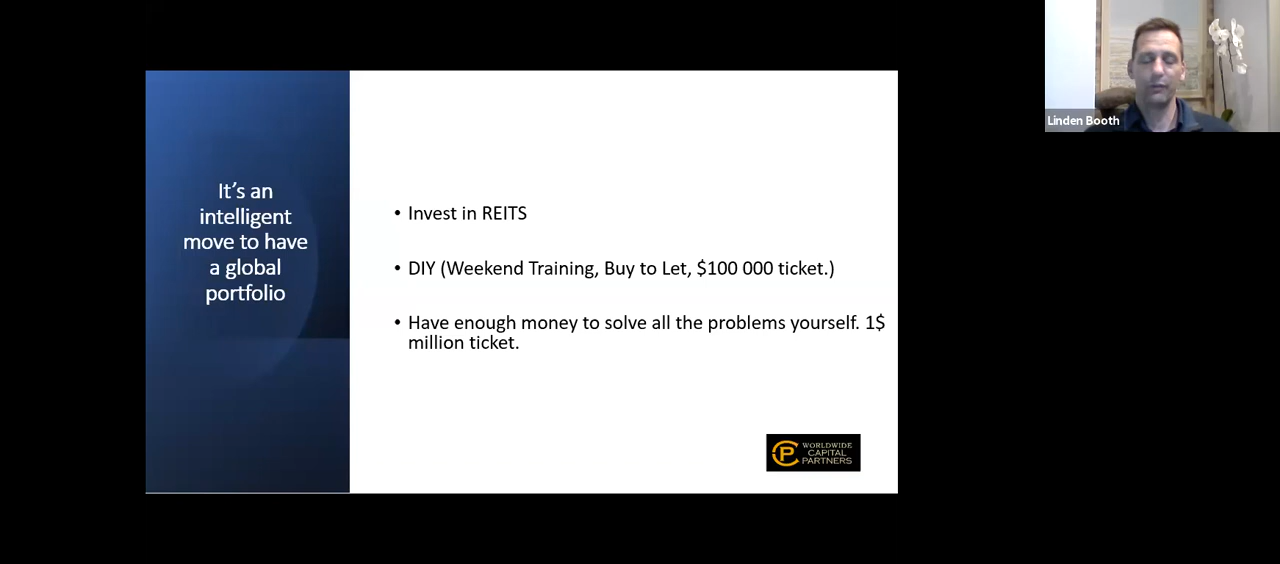 Linden Booth
It's an
intelligent
move to have
a global
portfolio
• Invest in REITS
• DIY (Weekend Training, Buy to Let, $100 000 ticket.)
• Have enough money to solve all the problems yourself. 1$
million ticket.
CP WORLDWIDE
CAPITAL
PARTNERS